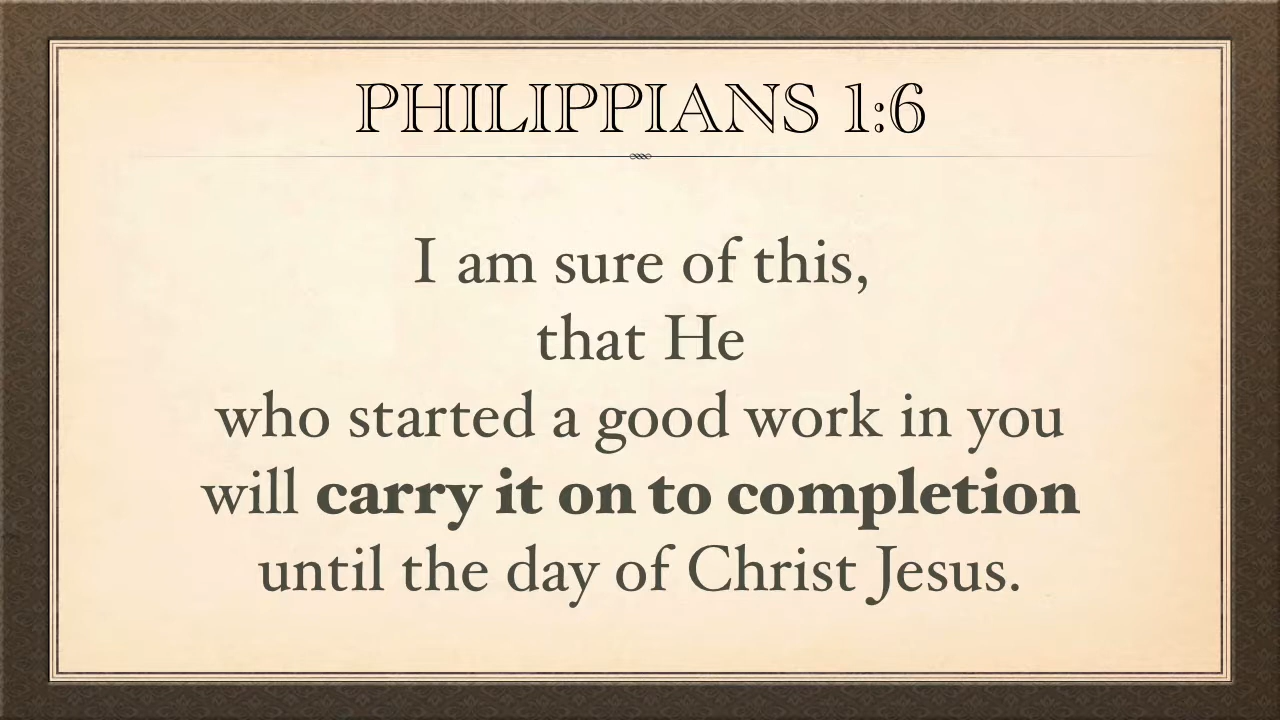 PHILIPPIANS 1:6
I am sure of this,
that He
who started a good work in you
will carry it on to completion
until the day of Christ Jesus.